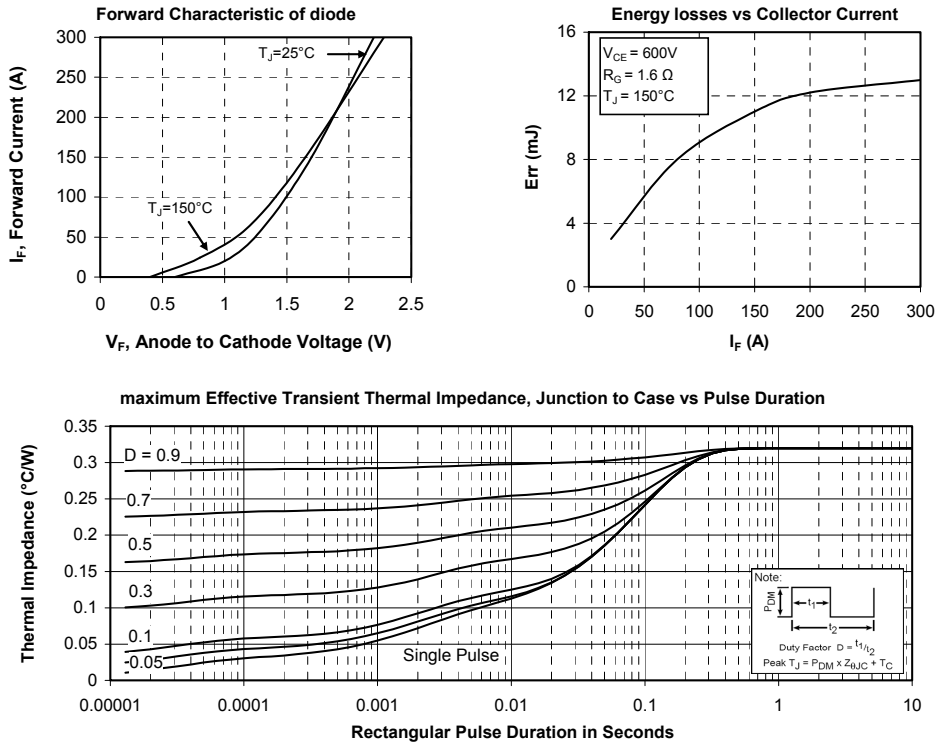 Forward Characteristic of diode
300
250
200
150
100
50
0
TJ=25°C
TJ=150°C
0 0.5 1 1.5 2 2.5
IF, Forward Current (A)
VF, Anode to Cathode Voltage (V)
Energy losses vs Collector Current
16
12
8
4
0
VCE = 600V
RG = 1.6 Ω
TJ = 150°C
0 50 100 150 200 250 300
Err (mJ)
IF (A)
maximum Effective Transient Thermal Impedance, Junction to Case vs Pulse Duration
0.35
0.3
0.25
0.2
0.15
0.1
0.05
0
D = 0.9
0.7
0.5
0.3
0.1
0.05
Single Pulse
Note:
PDM
t1
t2
Duty Factor D = t1/t2
Peak TJ = PDM x ZθJC + TC
0.00001 0.0001 0.001 0.01 0.1 1 10
Thermal Impedance (°C/W)
Rectangular Pulse Duration in Seconds